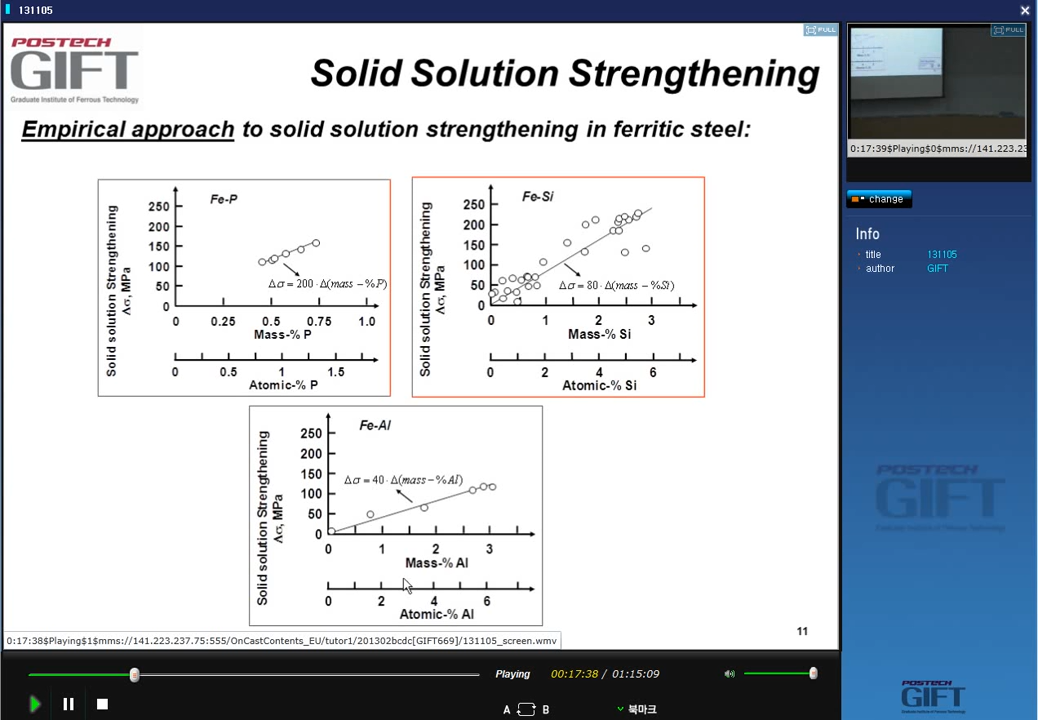 131105
POSTECH
GIFT
Graduate Institute of Ferrous Technology
FULL
Solid Solution Strengthening
Empirical approach to solid solution strengthening in ferritic steel:
Fe-P
Solid solution Strengthening
Δσ, MPa
250
200
150
100
50
0
Δσ = 200 · Δ(mass − %P)
0 0.25 0.5 0.75 1.0
Mass-% P
0 0.5 1 1.5
Atomic-% P
Fe-Si
Solid solution Strengthening
Δσ, MPa
250
200
150
100
50
0
Δσ = 80 · Δ(mass − %Si)
0 1 2 3
Mass-% Si
0 2 4 6
Atomic-% Si
Fe-Al
Solid solution Strengthening
Δσ, MPa
250
200
150
100
50
0
Δσ = 40 · Δ(mass − %Al)
0 1 2 3
Mass-% Al
0 2 4 6
Atomic-% Al
11
0:17:38$Playing$1$mms://141.223.237.75:555/OnCastContents_EU/tutor1/201302bcdc[GIFT669]/131105_screen.wmv
Playing 00:17:38 / 01:15:09
A B 북마크
FULL
0:17:39$Playing$0$mms://141.223.23
change
Info
title 131105
author GIFT
POSTECH
GIFT
POSTECH
GIFT